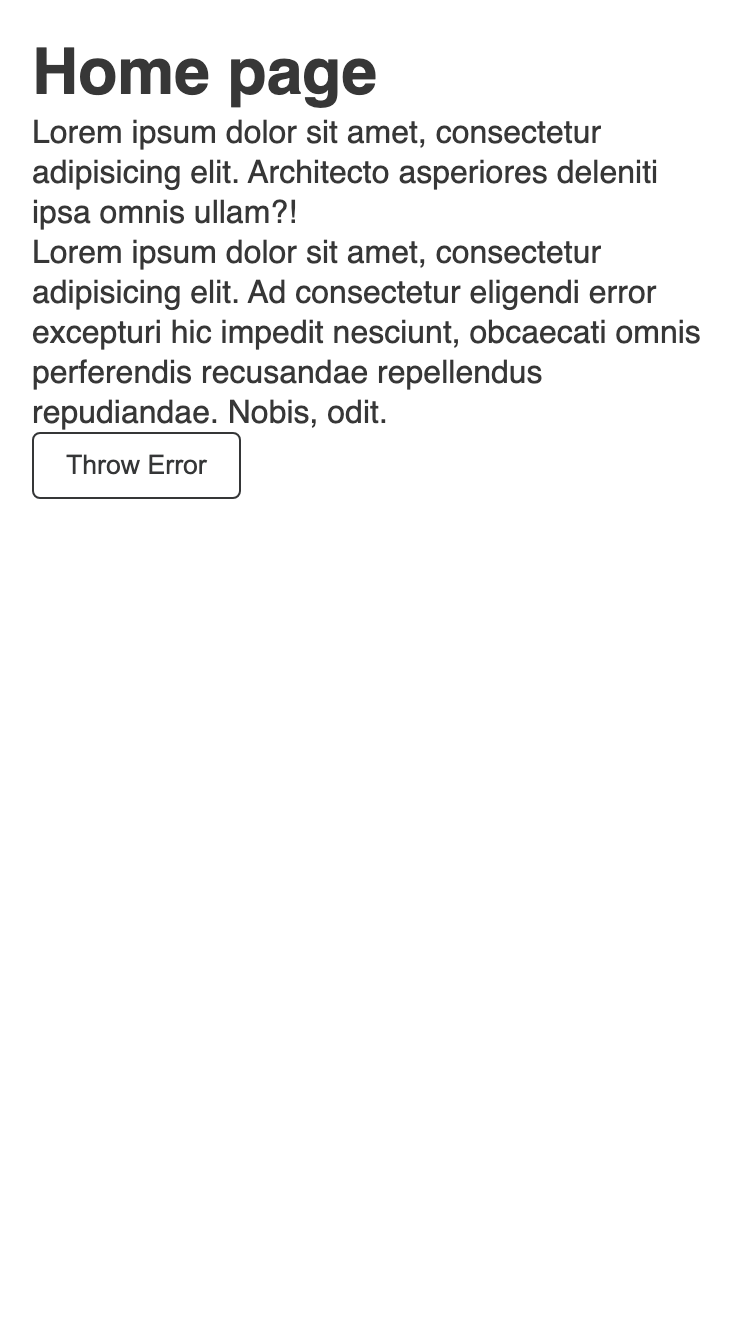 Home page
Lorem ipsum dolor sit amet, consectetur
adipisicing elit. Architecto asperiores deleniti
ipsa omnis ullam?!
Lorem ipsum dolor sit amet, consectetur
adipisicing elit. Ad consectetur eligendi error
excepturi hic impedit nesciunt, obcaecati omnis
perferendis recusandae repellendus
repudiandae. Nobis, odit.
Throw Error